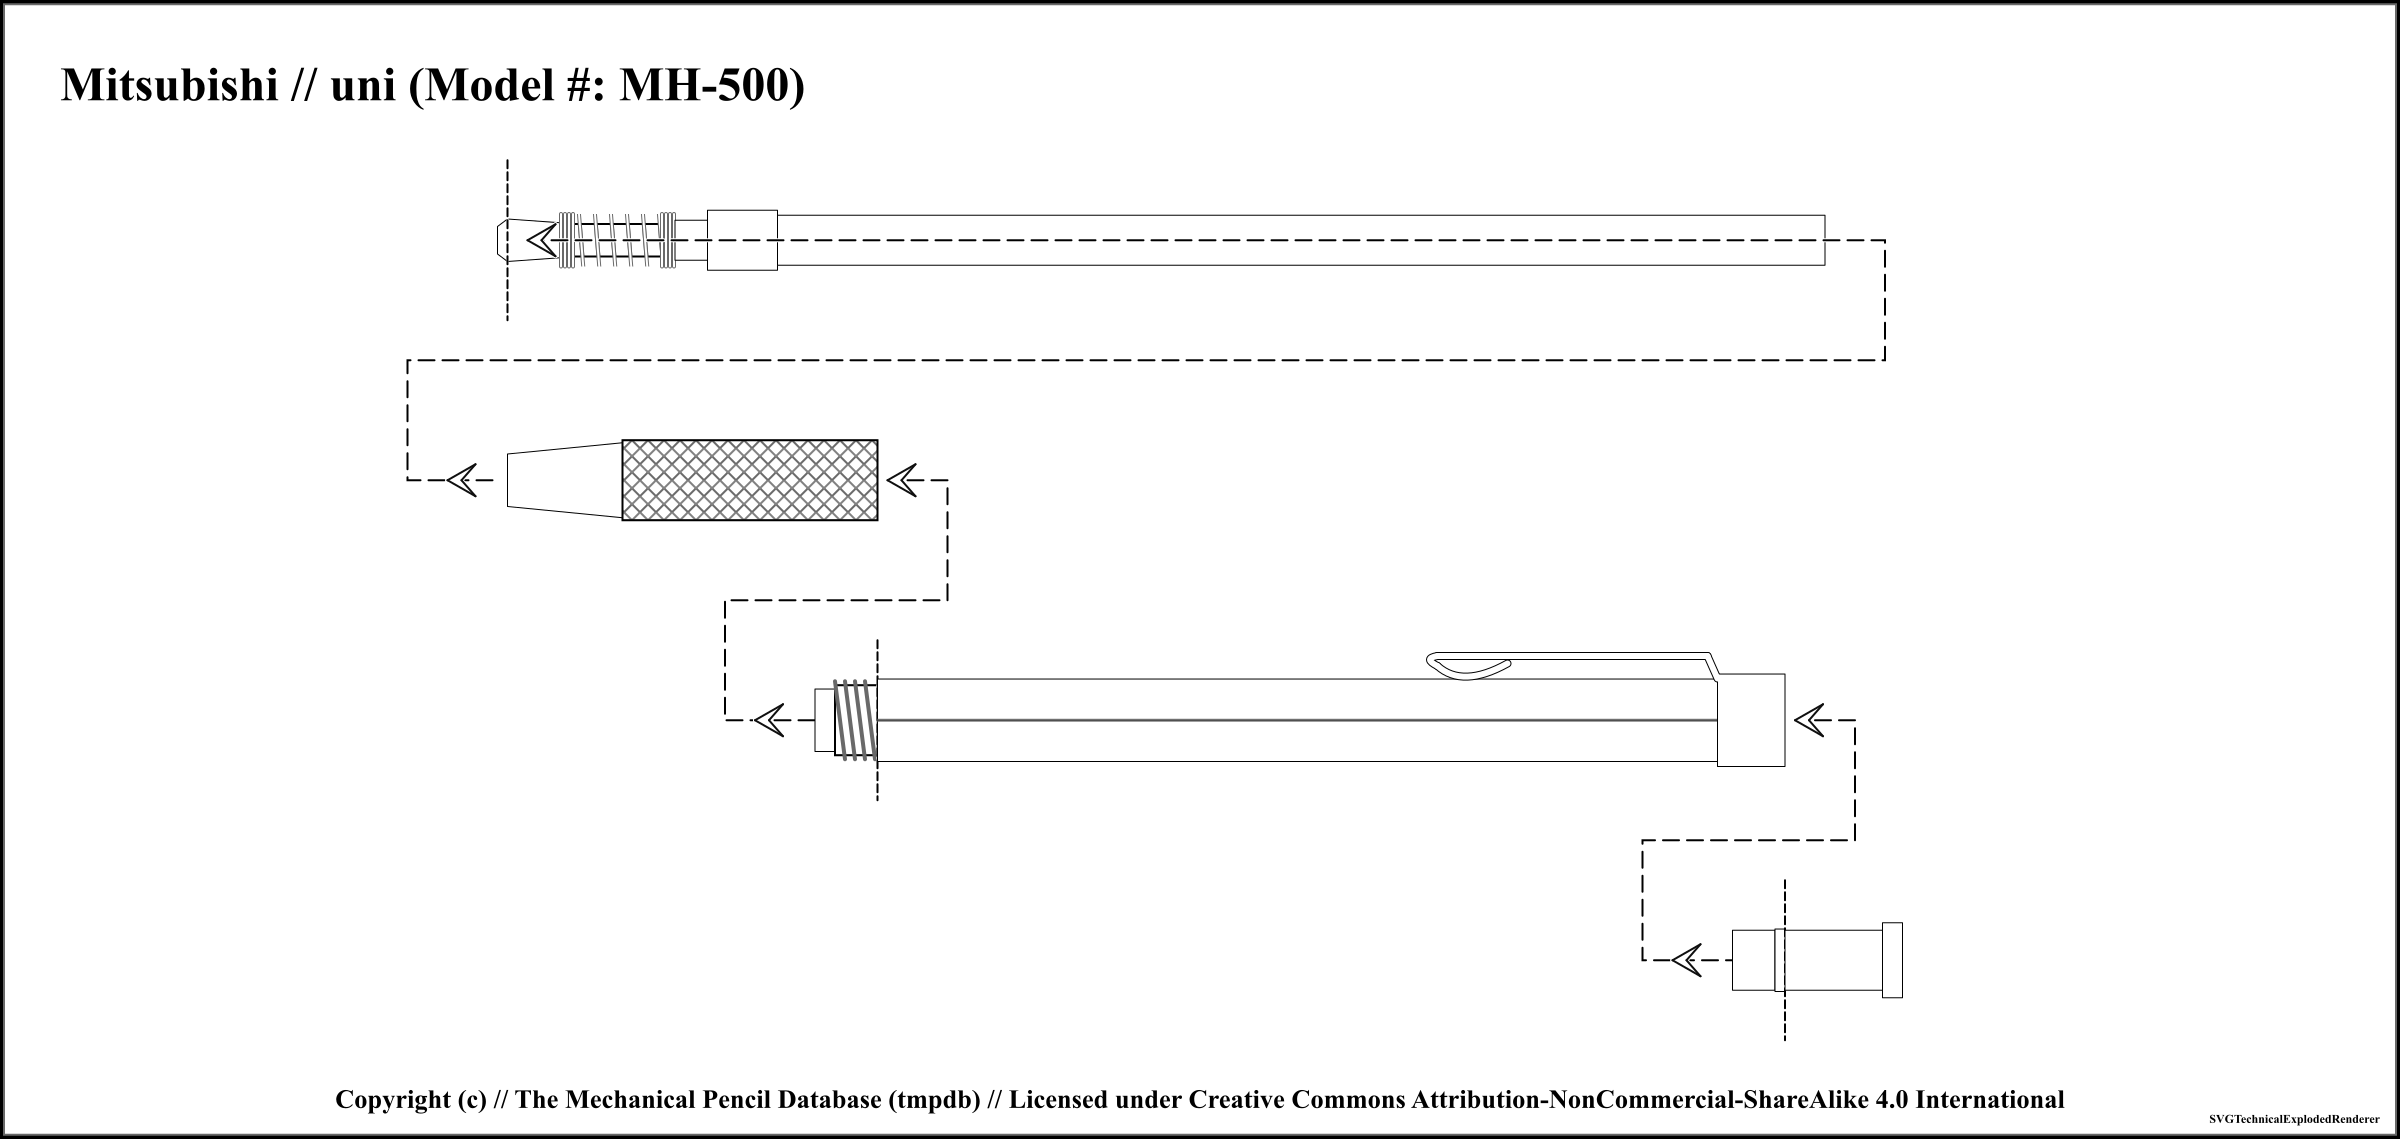 Mitsubishi // uni (Model #: MH-500)
Copyright (c) // The Mechanical Pencil Database (tmpdb) // Licensed under Creative Commons Attribution-NonCommercial-ShareAlike 4.0 International
SVGTechnicalExplodedRenderer